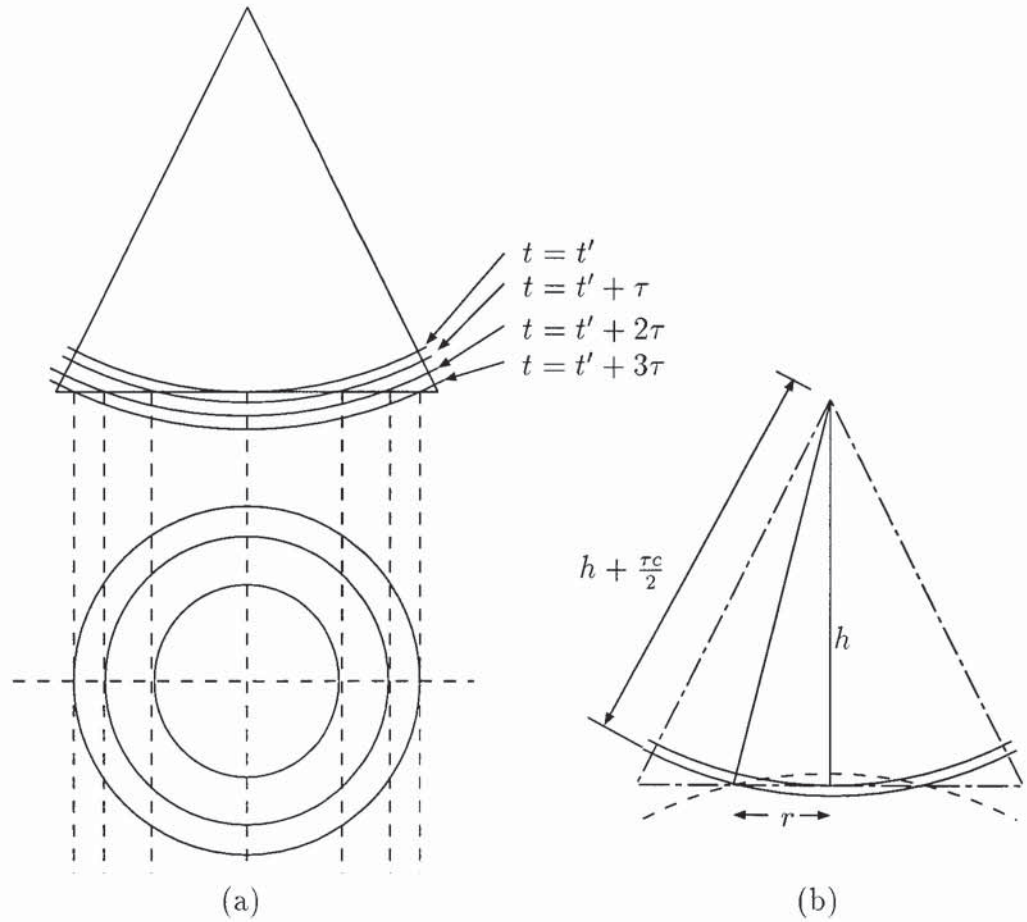 t = t′
t = t′ + τ
t = t′ + 2τ
t = t′ + 3τ
h + τc/2
h
r
(a)
(b)